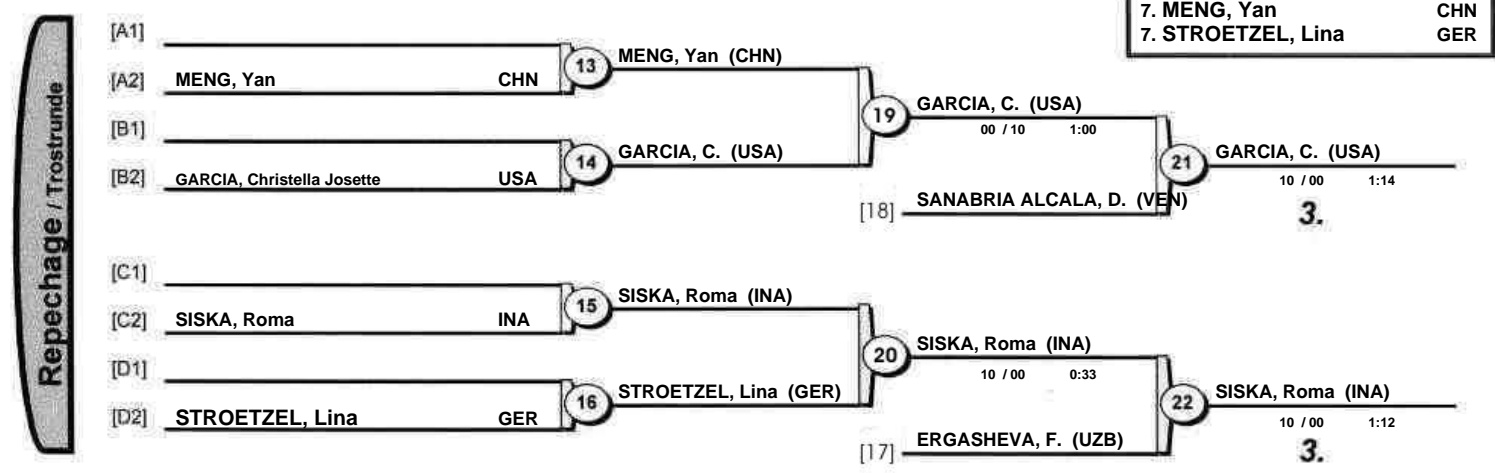 7. MENG, Yan CHN
7. STROETZEL, Lina GER
Repechage / Trostrunde
[A1]
[A2] MENG, Yan CHN
13 MENG, Yan (CHN)
[B1]
[B2] GARCIA, Christella Josette USA
14 GARCIA, C. (USA)
19 GARCIA, C. (USA)
00 / 10 1:00
[18] SANABRIA ALCALA, D. (VEN)
21 GARCIA, C. (USA)
10 / 00 1:14
3.
[C1]
[C2] SISKA, Roma INA
15 SISKA, Roma (INA)
[D1]
[D2] STROETZEL, Lina GER
16 STROETZEL, Lina (GER)
20 SISKA, Roma (INA)
10 / 00 0:33
[17] ERGASHEVA, F. (UZB)
22 SISKA, Roma (INA)
10 / 00 1:12
3.